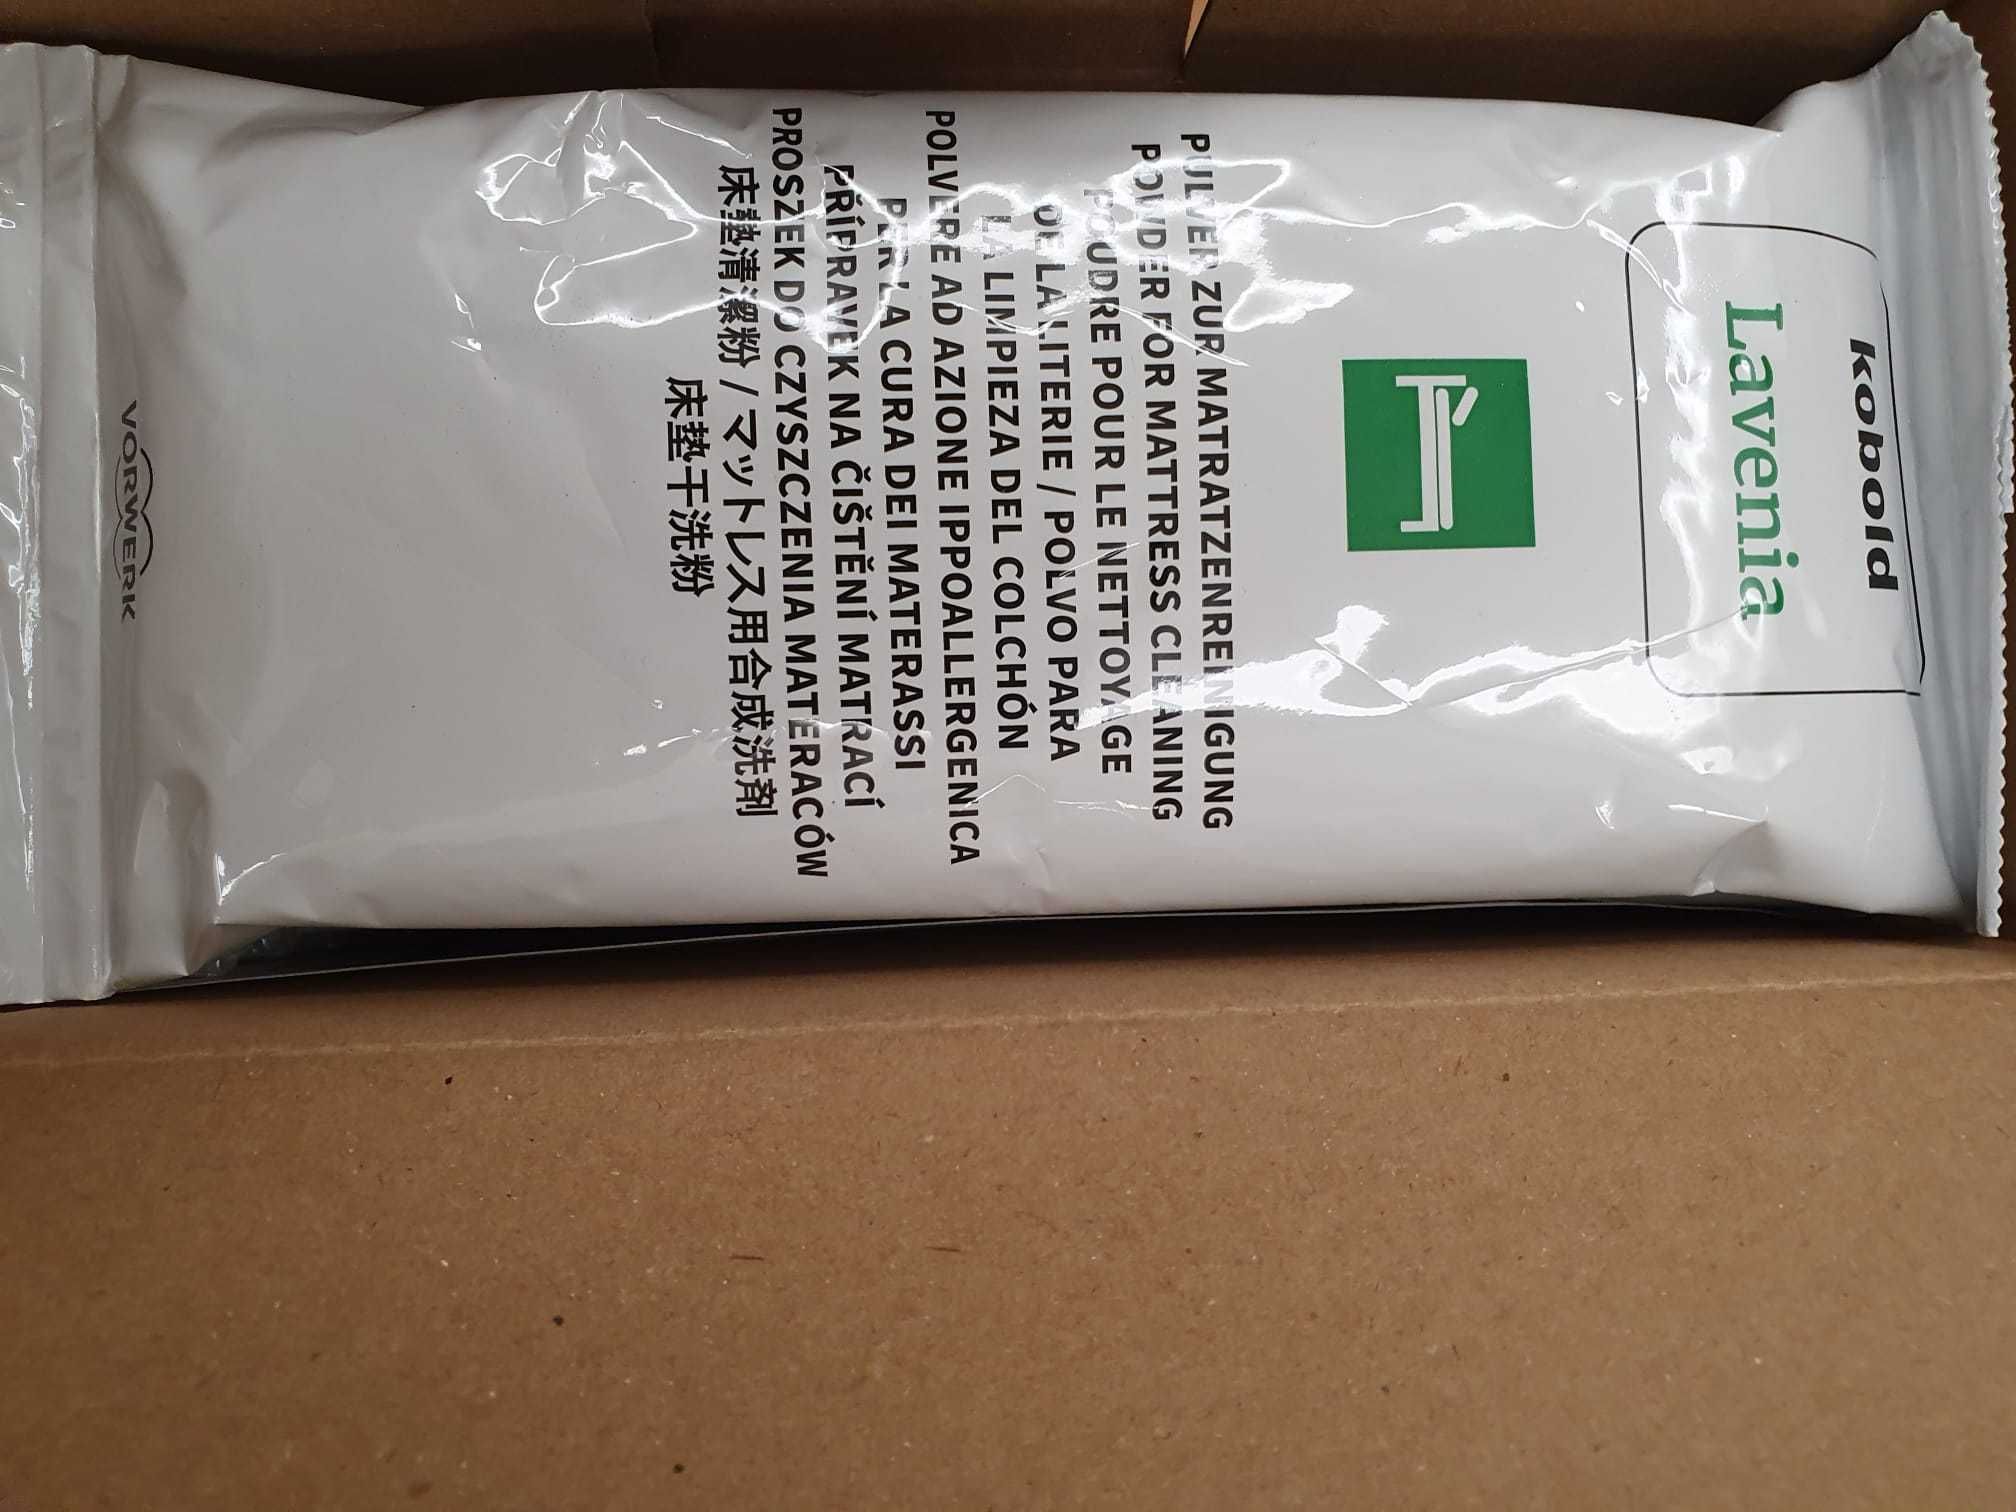 kobold
Lavenia
PULVER ZUR MATRATZENREINIGUNG
POWDER FOR MATTRESS CLEANING
POUDRE POUR LE NETTOYAGE
DE LA LITERIE / POLVO PARA
LA LIMPIEZA DEL COLCHÓN
POLVERE AD AZIONE IPPOALLERGENICA
PER LA CURA DEI MATERASSI
PŘÍPRAVEK NA ČIŠTĚNÍ MATRACÍ
PROSZEK DO CZYSZCZENIA MATERACÓW
床墊清潔粉 / マットレス用合成洗剤
床垫干洗粉
VORWERK